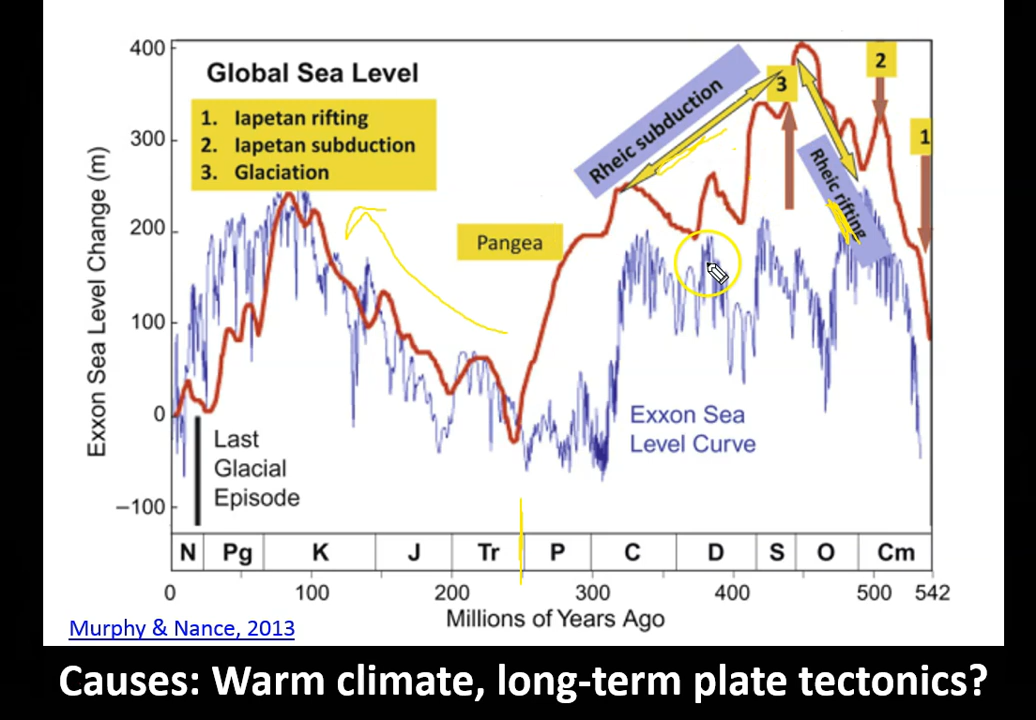 Global Sea Level
1. Iapetan rifting
2. Iapetan subduction
3. Glaciation
Exxon Sea Level Change (m)
400
300
200
100
0
−100
Rheic subduction
3
2
1
Rheic rifting
Pangea
Exxon Sea
Level Curve
Last
Glacial
Episode
N Pg K J Tr P C D S O Cm
0 100 200 300 400 500 542
Millions of Years Ago
Murphy & Nance, 2013
Causes: Warm climate, long-term plate tectonics?